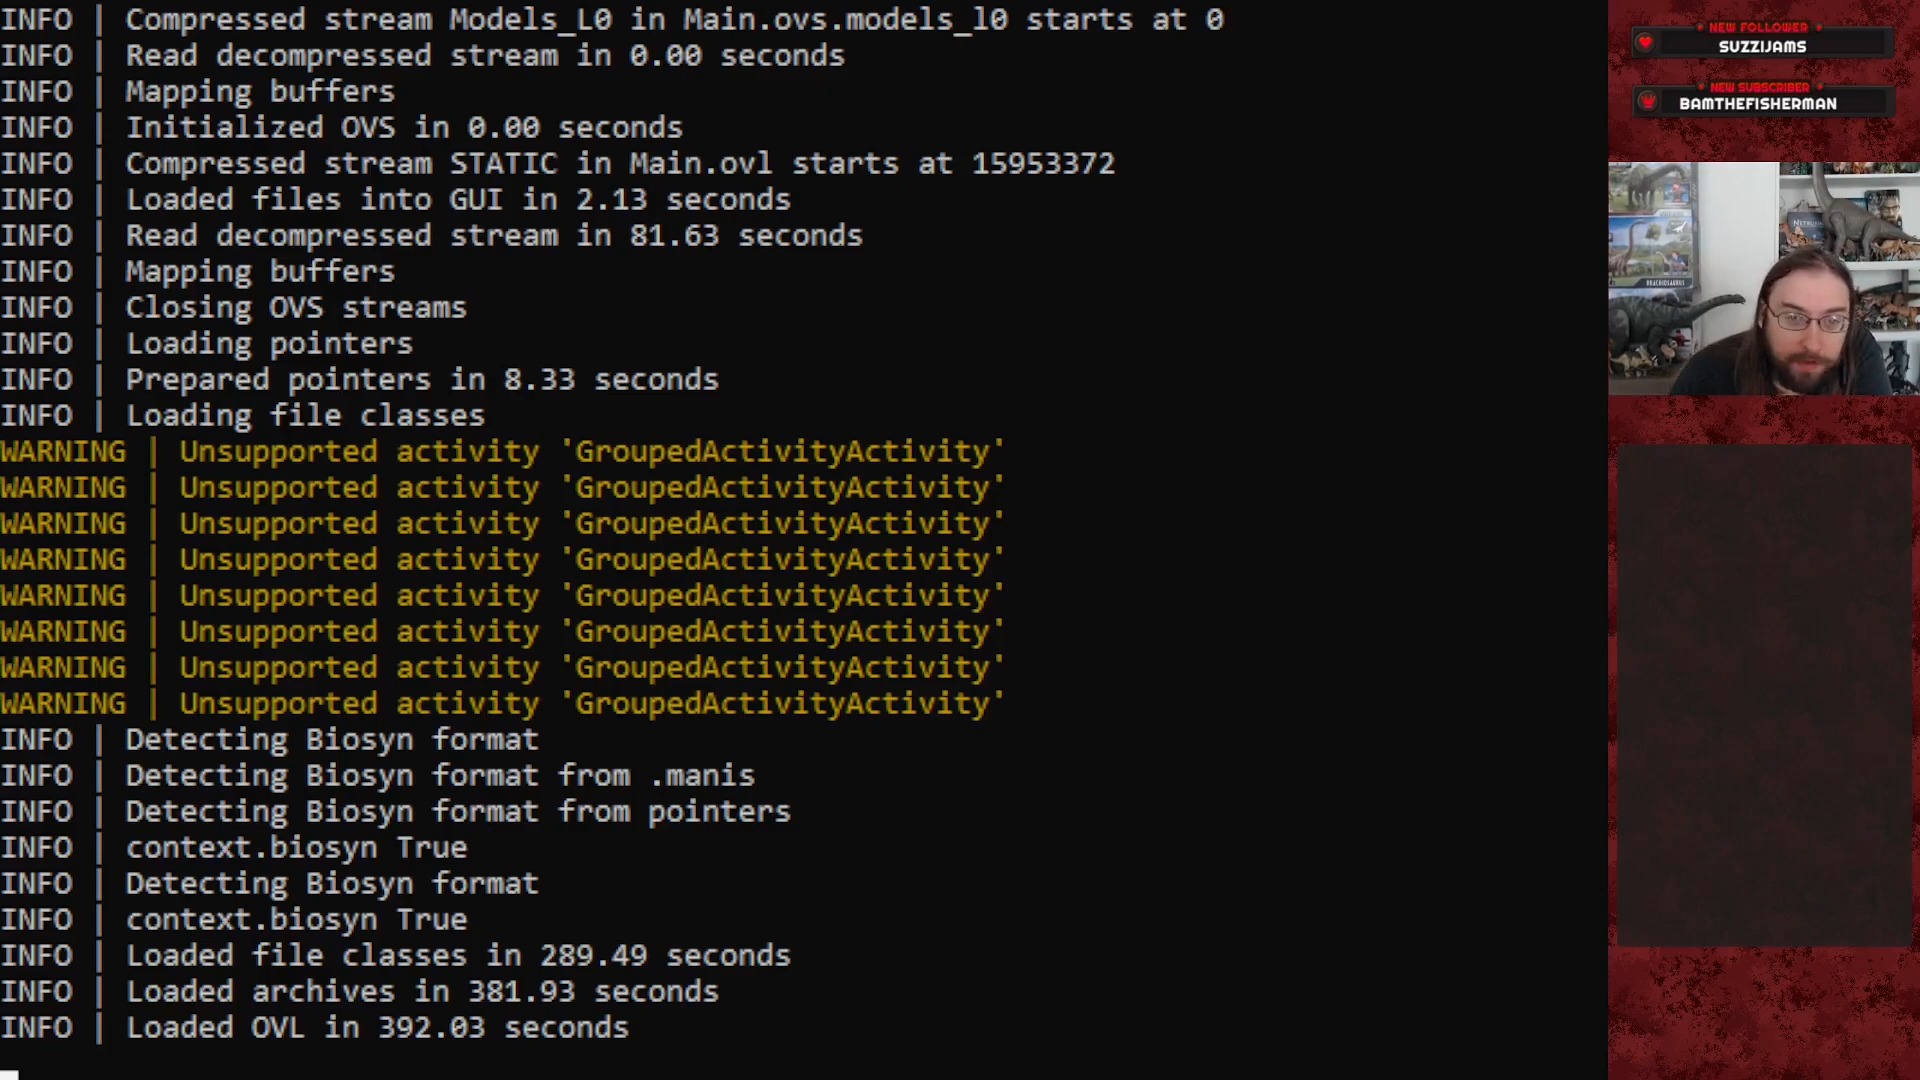 INFO | Compressed stream Models_L0 in Main.ovs.models_l0 starts at 0
INFO | Read decompressed stream in 0.00 seconds
INFO | Mapping buffers
INFO | Initialized OVS in 0.00 seconds
INFO | Compressed stream STATIC in Main.ovl starts at 15953372
INFO | Loaded files into GUI in 2.13 seconds
INFO | Read decompressed stream in 81.63 seconds
INFO | Mapping buffers
INFO | Closing OVS streams
INFO | Loading pointers
INFO | Prepared pointers in 8.33 seconds
INFO | Loading file classes
WARNING | Unsupported activity 'GroupedActivityActivity'
WARNING | Unsupported activity 'GroupedActivityActivity'
WARNING | Unsupported activity 'GroupedActivityActivity'
WARNING | Unsupported activity 'GroupedActivityActivity'
WARNING | Unsupported activity 'GroupedActivityActivity'
WARNING | Unsupported activity 'GroupedActivityActivity'
WARNING | Unsupported activity 'GroupedActivityActivity'
WARNING | Unsupported activity 'GroupedActivityActivity'
INFO | Detecting Biosyn format
INFO | Detecting Biosyn format from .manis
INFO | Detecting Biosyn format from pointers
INFO | context.biosyn True
INFO | Detecting Biosyn format
INFO | context.biosyn True
INFO | Loaded file classes in 289.49 seconds
INFO | Loaded archives in 381.93 seconds
INFO | Loaded OVL in 392.03 seconds
NEW FOLLOWER
SUZZIJAMS
NEW SUBSCRIBER
BAMTHEFISHERMAN
BRACHIOSAURUS